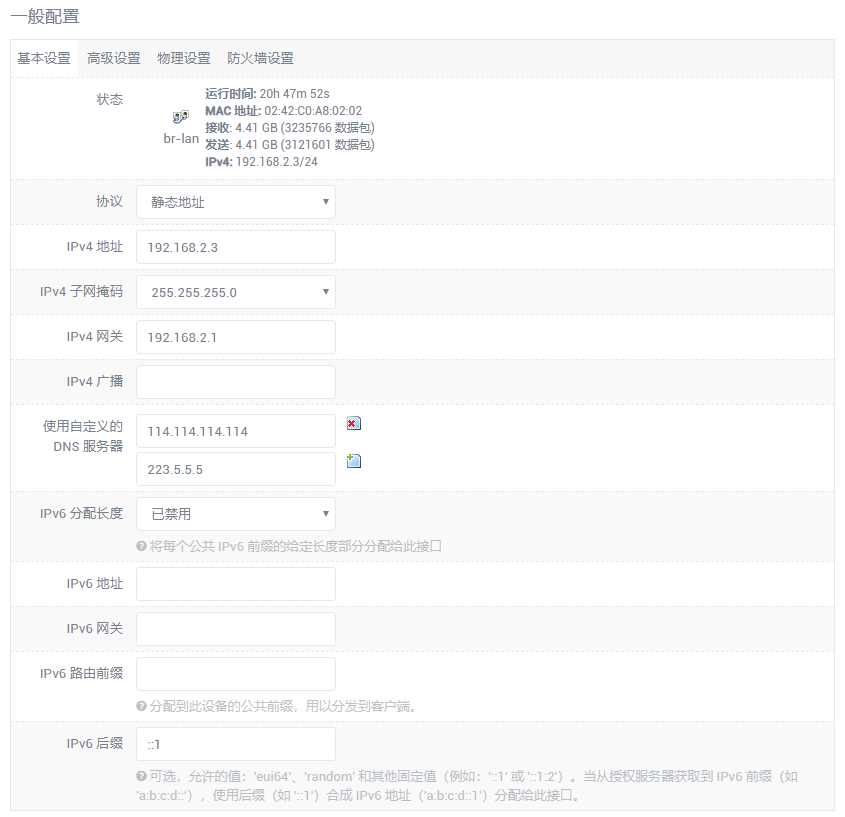 一般配置
基本设置 高级设置 物理设置 防火墙设置
状态
br-lan
运行时间: 20h 47m 52s
MAC 地址: 02:42:C0:A8:02:02
接收: 4.41 GB (3235766 数据包)
发送: 4.41 GB (3121601 数据包)
IPv4: 192.168.2.3/24
协议 静态地址
IPv4 地址 192.168.2.3
IPv4 子网掩码 255.255.255.0
IPv4 网关 192.168.2.1
IPv4 广播
使用自定义的
DNS 服务器
114.114.114.114
223.5.5.5
IPv6 分配长度 已禁用
将每个公共 IPv6 前缀的给定长度部分分配给此接口
IPv6 地址
IPv6 网关
IPv6 路由前缀
分配到此设备的公共前缀，用以分发到客户端。
IPv6 后缀 ::1
可选，允许的值：'eui64'、'random' 和其他固定值（例如：'::1' 或 '::1:2'）。当从授权服务器获取到 IPv6 前缀（如
'a:b:c:d::'），使用后缀（如 '::1'）合成 IPv6 地址（'a:b:c:d::1'）分配给此接口。